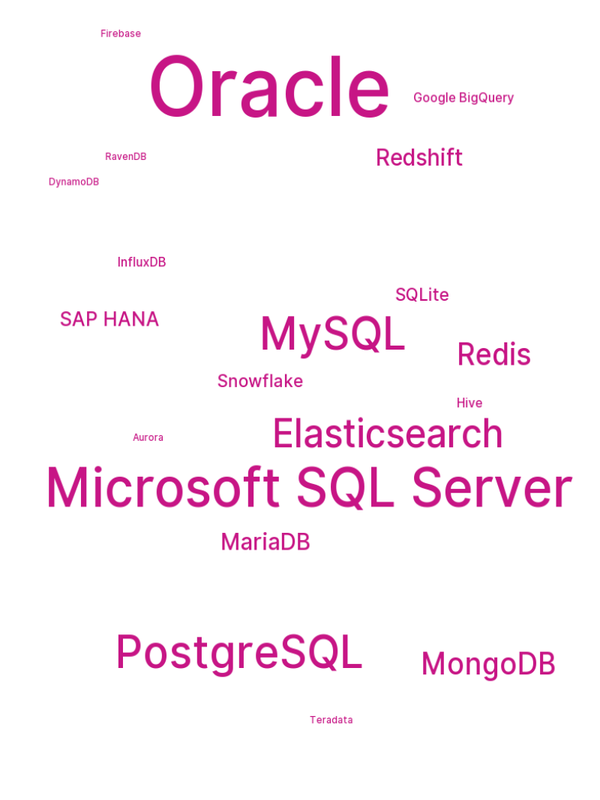 Firebase
Oracle
Google BigQuery
RavenDB
Redshift
DynamoDB
InfluxDB
SQLite
SAP HANA
MySQL
Redis
Snowflake
Hive
Elasticsearch
Aurora
Microsoft SQL Server
MariaDB
PostgreSQL
MongoDB
Teradata